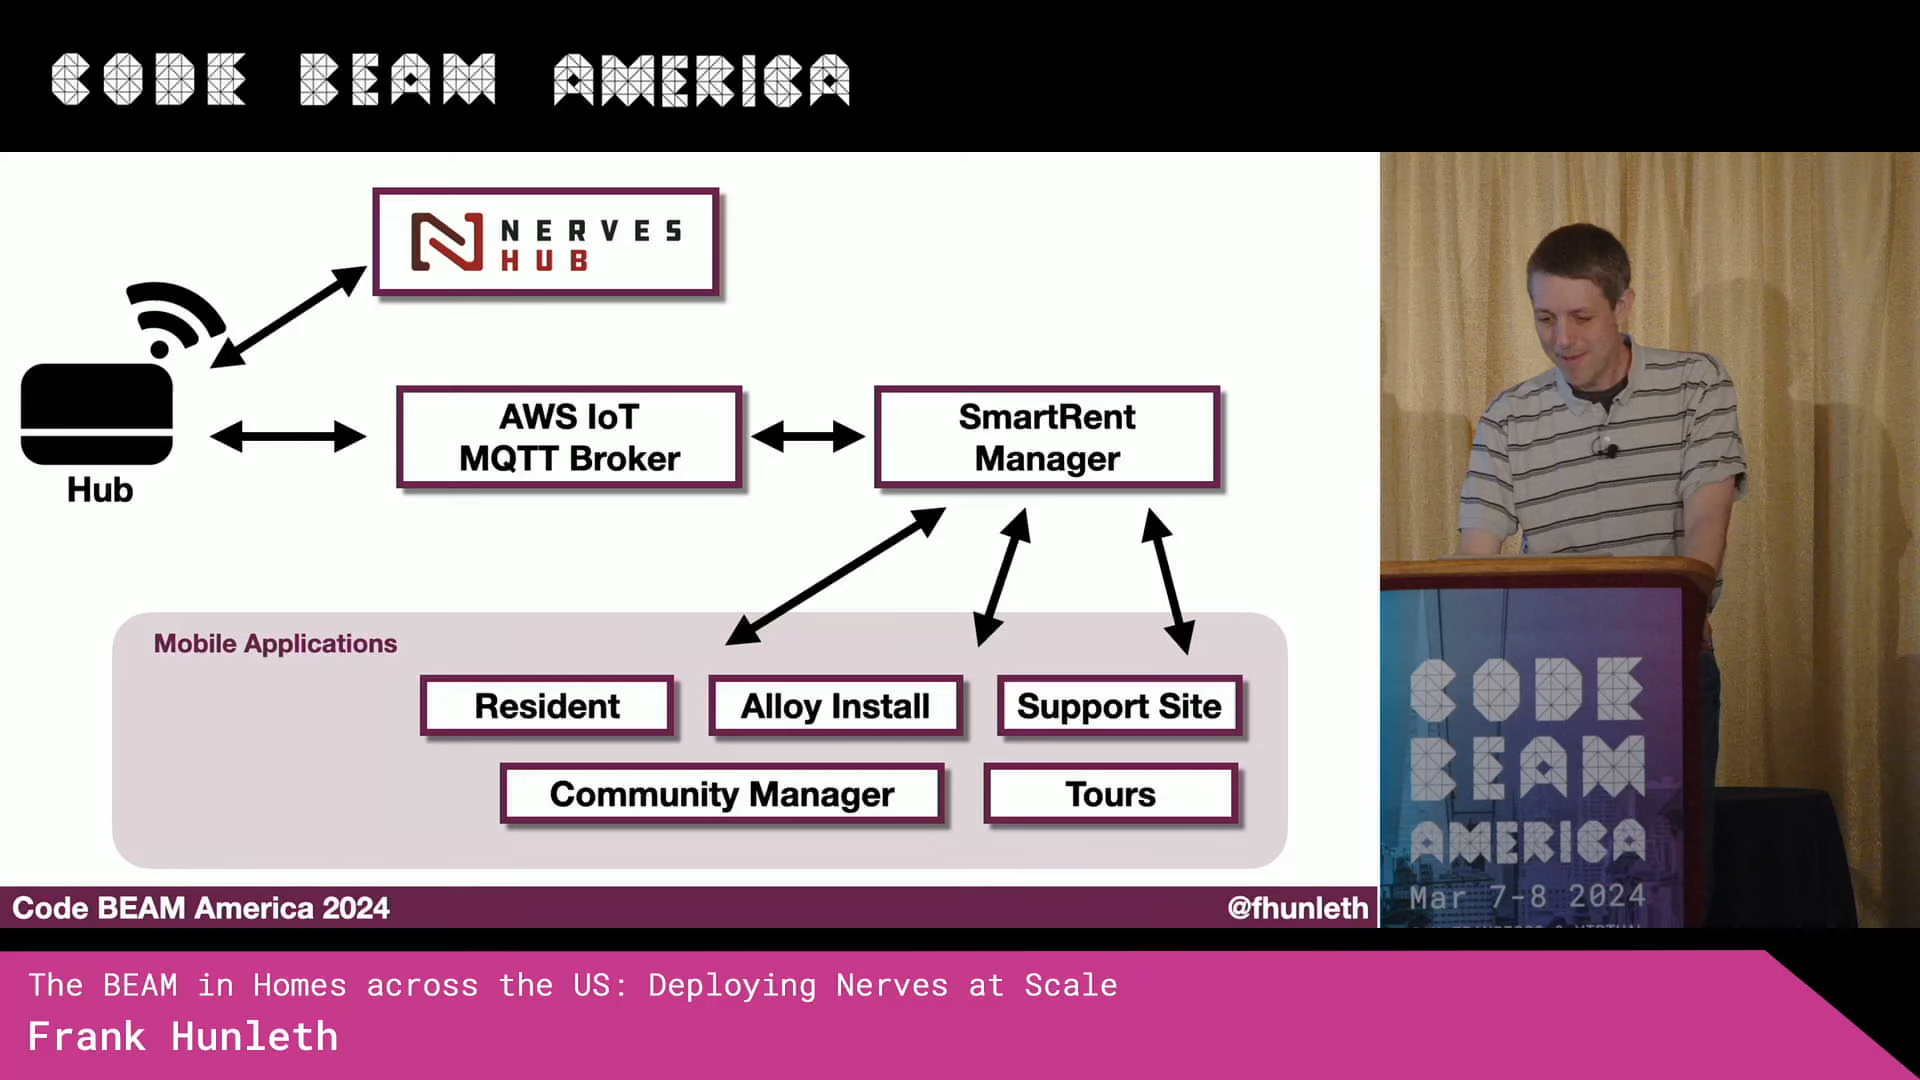 CODE BEAM AMERICA
NERVES
HUB
Hub
AWS IoT
MQTT Broker
SmartRent
Manager
Mobile Applications
Resident
Alloy Install
Support Site
Community Manager
Tours
Code BEAM America 2024
@fhunleth
CODE
BEAM
AMERICA
Mar 7-8 2024
The BEAM in Homes across the US: Deploying Nerves at Scale
Frank Hunleth